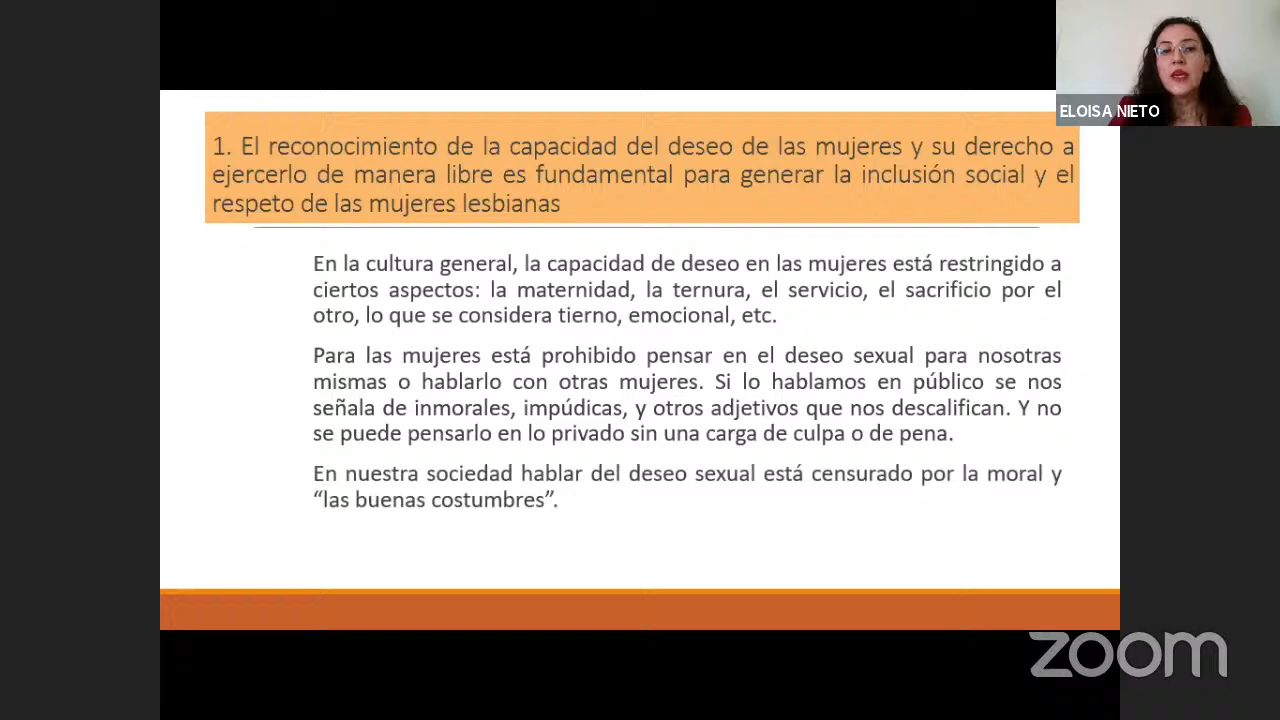 ELOISA NIETO
1. El reconocimiento de la capacidad del deseo de las mujeres y su derecho a
ejercerlo de manera libre es fundamental para generar la inclusión social y el
respeto de las mujeres lesbianas
En la cultura general, la capacidad de deseo en las mujeres está restringido a
ciertos aspectos: la maternidad, la ternura, el servicio, el sacrificio por el
otro, lo que se considera tierno, emocional, etc.
Para las mujeres está prohibido pensar en el deseo sexual para nosotras
mismas o hablarlo con otras mujeres. Si lo hablamos en público se nos
señala de inmorales, impúdicas, y otros adjetivos que nos descalifican. Y no
se puede pensarlo en lo privado sin una carga de culpa o de pena.
En nuestra sociedad hablar del deseo sexual está censurado por la moral y
“las buenas costumbres”.
zoom